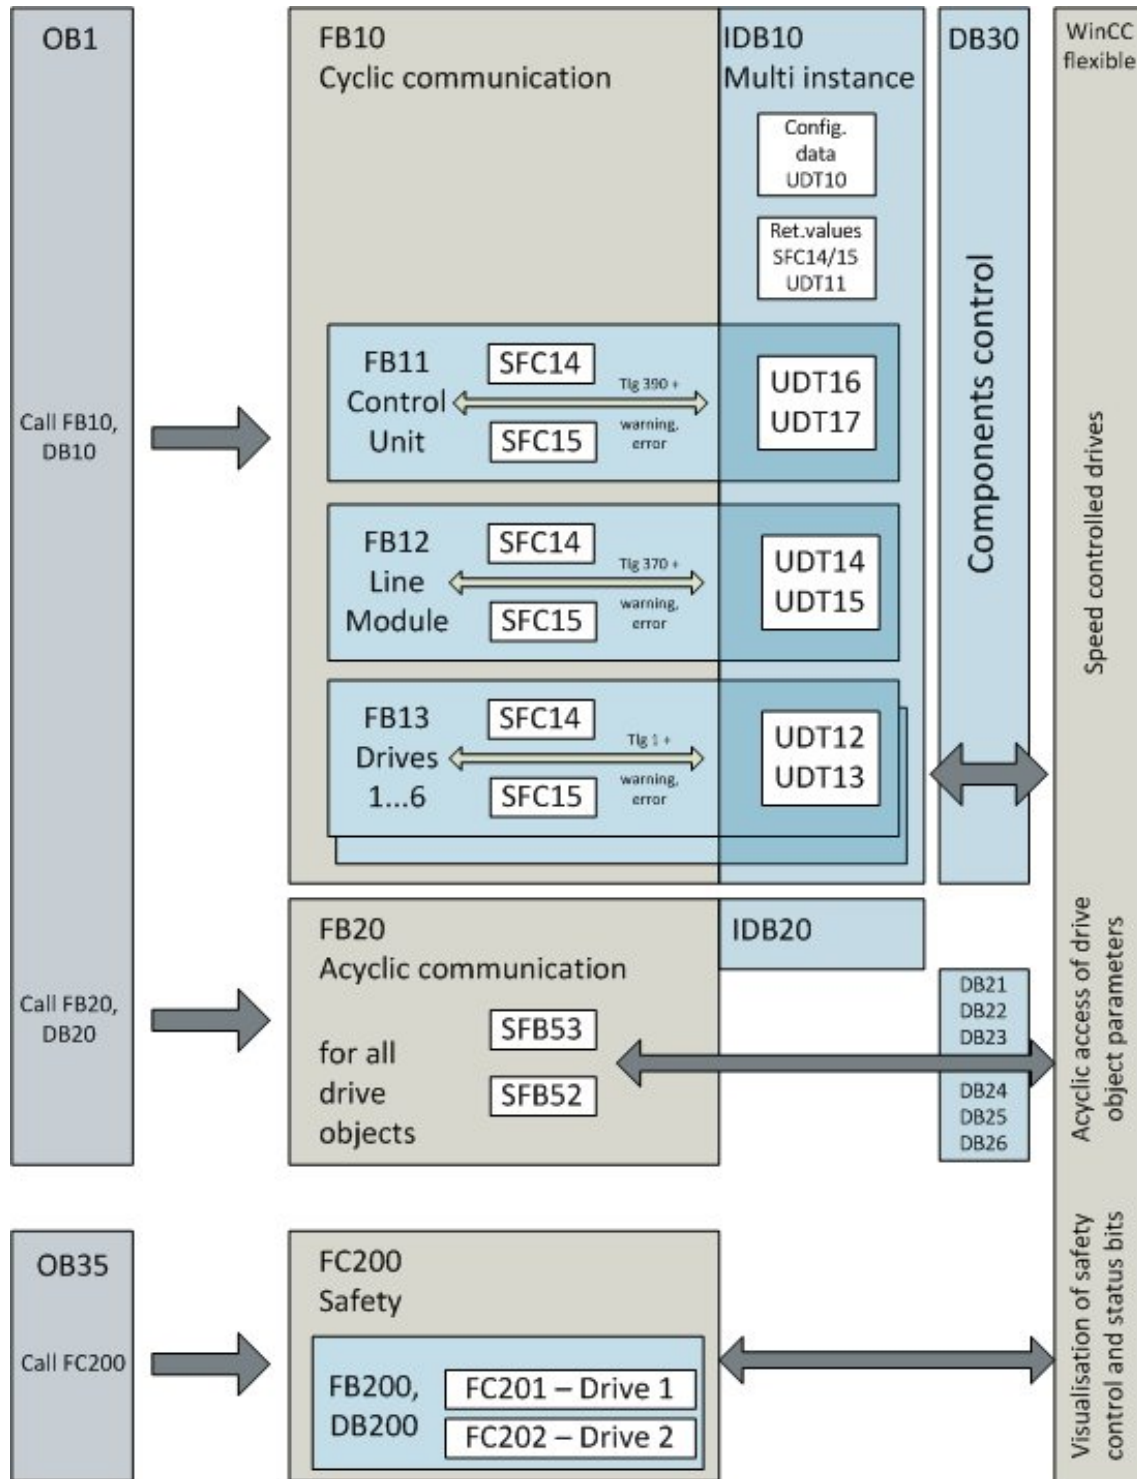 OB1
Call FB10,
DB10
Call FB20,
DB20
FB10
Cyclic communication
IDB10
Multi instance
Config.
data
UDT10
Ret.values
SFC14/15
UDT11
FB11
Control
Unit
SFC14
Tlg 390 +
warning,
error
SFC15
UDT16
UDT17
FB12
Line
Module
SFC14
Tlg 370 +
warning,
error
SFC15
UDT14
UDT15
FB13
Drives
1...6
SFC14
Tlg 1 +
warning,
error
SFC15
UDT12
UDT13
DB30
Components control
WinCC
flexible
Speed controlled drives
FB20
Acyclic communication
for all
drive
objects
SFB53
SFB52
IDB20
DB21
DB22
DB23
DB24
DB25
DB26
Acyclic access of drive
object parameters
OB35
Call FC200
FC200
Safety
FB200,
DB200
FC201 – Drive 1
FC202 – Drive 2
Visualisation of safety
control and status bits